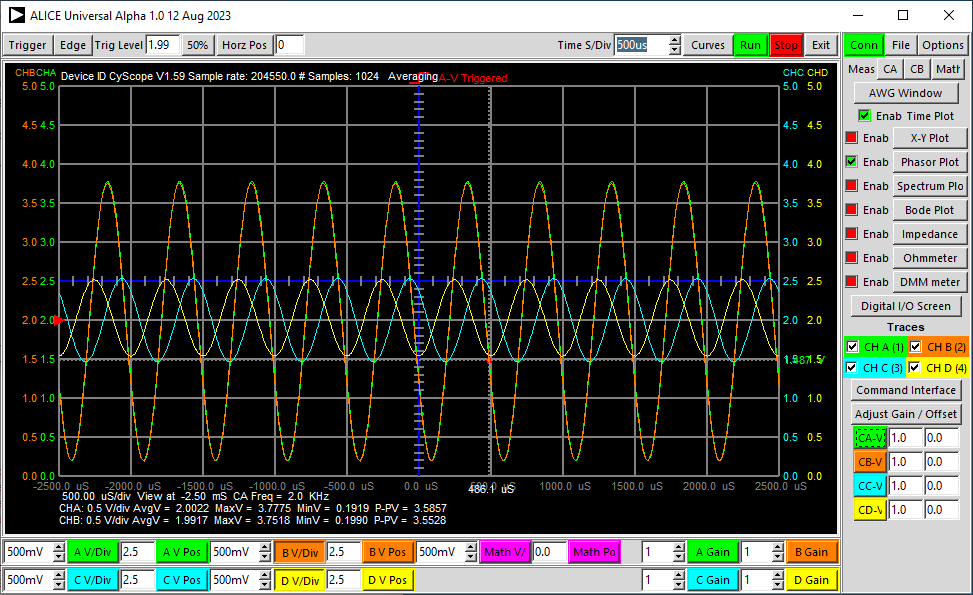 ALICE Universal Alpha 1.0 12 Aug 2023
Trigger Edge Trig Level 1.99 50% Horz Pos 0 Time S/Div 500us Curves Run Stop Exit Conn File Options
Meas CA CB Math
AWG Window
Enab Time Plot
Enab X-Y Plot
Enab Phasor Plot
Enab Spectrum Plo
Enab Bode Plot
Enab Impedance
Enab Ohmmeter
Enab DMM meter
Digital I/O Screen
Traces
CH A (1) CH B (2)
CH C (3) CH D (4)
Command Interface
Adjust Gain / Offset
CA-V 1.0 0.0
CB-V 1.0 0.0
CC-V 1.0 0.0
CD-V 1.0 0.0
CHB CHA Device ID CyScope V1.59 Sample rate: 204550.0 # Samples: 1024 Averaging A-V Triggered CHC CHD
5.0 5.0 5.0 5.0
4.5 4.5 4.5 4.5
4.0 4.0 4.0 4.0
3.5 3.5 3.5 3.5
3.0 3.0 3.0 3.0
2.5 2.5 2.5 2.5
2.0 2.0 2.0 2.0
1.5 1.5
1.0 1.0 1.0 1.0
0.5 0.5 0.5 0.5
0.0 0.0 0.0 0.0
-2500.0 uS -2000.0 uS -1500.0 uS -1000.0 uS -500.0 uS 0.0 uS 486.1 uS 1000.0 uS 1500.0 uS 2000.0 uS 2500.0 uS
500.00 uS/div View at -2.50 mS CA Freq = 2.0 KHz
CHA: 0.5 V/div AvgV = 2.0022 MaxV = 3.7775 MinV = 0.1919 P-PV = 3.5857
CHB: 0.5 V/div AvgV = 1.9917 MaxV = 3.7518 MinV = 0.1990 P-PV = 3.5528
500mV A V/Div 2.5 A V Pos 500mV B V/Div 2.5 B V Pos 500mV Math V/ 0.0 Math Po 1 A Gain 1 B Gain
500mV C V/Div 2.5 C V Pos 500mV D V/Div 2.5 D V Pos 1 C Gain 1 D Gain